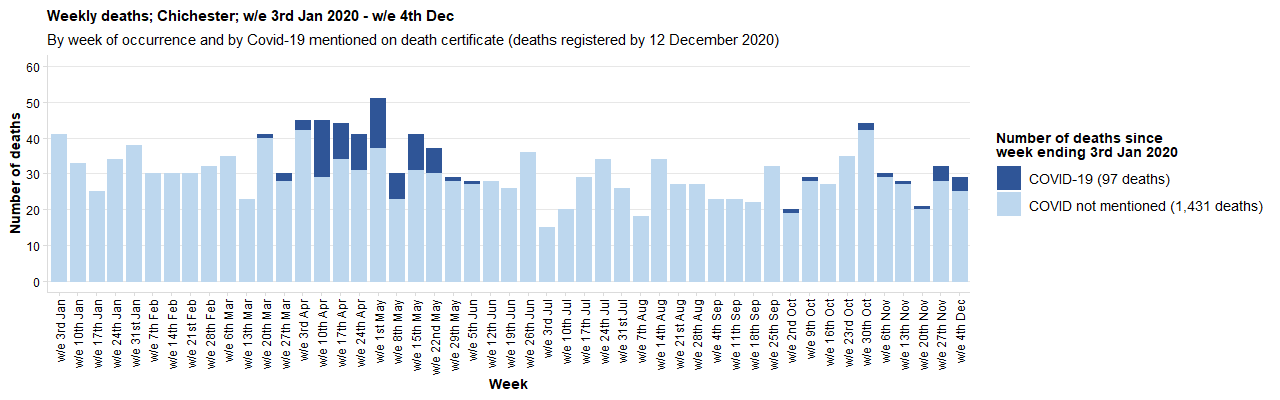 Weekly deaths; Chichester; w/e 3rd Jan 2020 - w/e 4th Dec
By week of occurrence and by Covid-19 mentioned on death certificate (deaths registered by 12 December 2020)
Number of deaths
60
50
40
30
20
10
0
w/e 3rd Jan
w/e 10th Jan
w/e 17th Jan
w/e 24th Jan
w/e 31st Jan
w/e 7th Feb
w/e 14th Feb
w/e 21st Feb
w/e 28th Feb
w/e 6th Mar
w/e 13th Mar
w/e 20th Mar
w/e 27th Mar
w/e 3rd Apr
w/e 10th Apr
w/e 17th Apr
w/e 24th Apr
w/e 1st May
w/e 8th May
w/e 15th May
w/e 22nd May
w/e 29th May
w/e 5th Jun
w/e 12th Jun
w/e 19th Jun
w/e 26th Jun
w/e 3rd Jul
w/e 10th Jul
w/e 17th Jul
w/e 24th Jul
w/e 31st Jul
w/e 7th Aug
w/e 14th Aug
w/e 21st Aug
w/e 28th Aug
w/e 4th Sep
w/e 11th Sep
w/e 18th Sep
w/e 25th Sep
w/e 2nd Oct
w/e 9th Oct
w/e 16th Oct
w/e 23rd Oct
w/e 30th Oct
w/e 6th Nov
w/e 13th Nov
w/e 20th Nov
w/e 27th Nov
w/e 4th Dec
Week
Number of deaths since
week ending 3rd Jan 2020
COVID-19 (97 deaths)
COVID not mentioned (1,431 deaths)